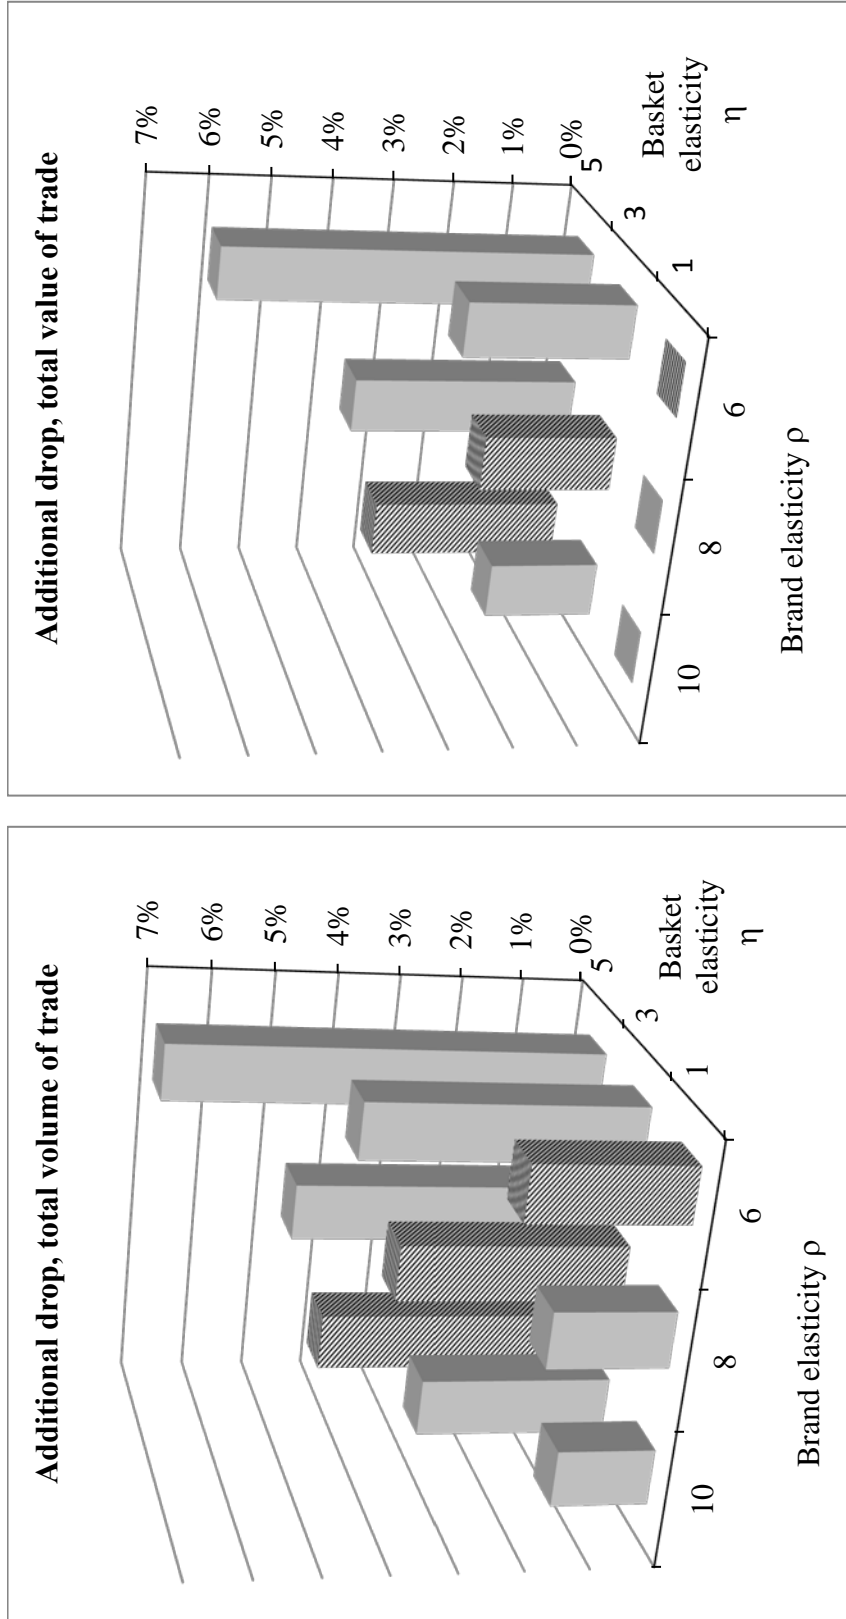 Additional drop, total volume of trade
7%
6%
5%
4%
3%
2%
1%
0%
5
3
1
Basket
elasticity
η
10
8
6
Brand elasticity ρ
Additional drop, total value of trade
7%
6%
5%
4%
3%
2%
1%
0%
5
3
1
Basket
elasticity
η
10
8
6
Brand elasticity ρ